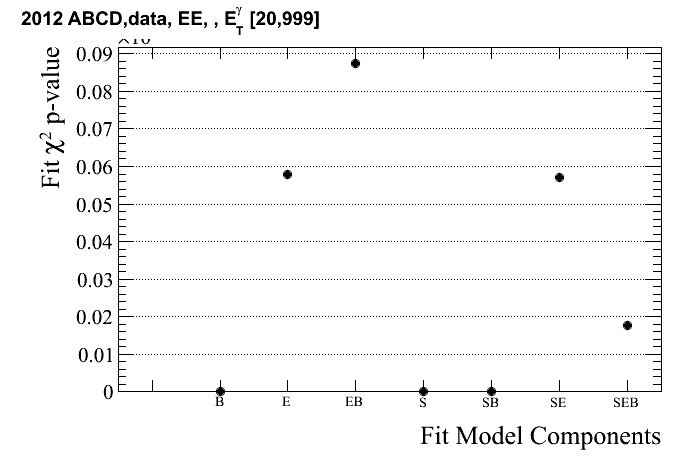 2012 ABCD,data, EE, , E_T^γ [20,999]
Fit χ² p-value
0.09
0.08
0.07
0.06
0.05
0.04
0.03
0.02
0.01
0
B E EB S SB SE SEB
Fit Model Components